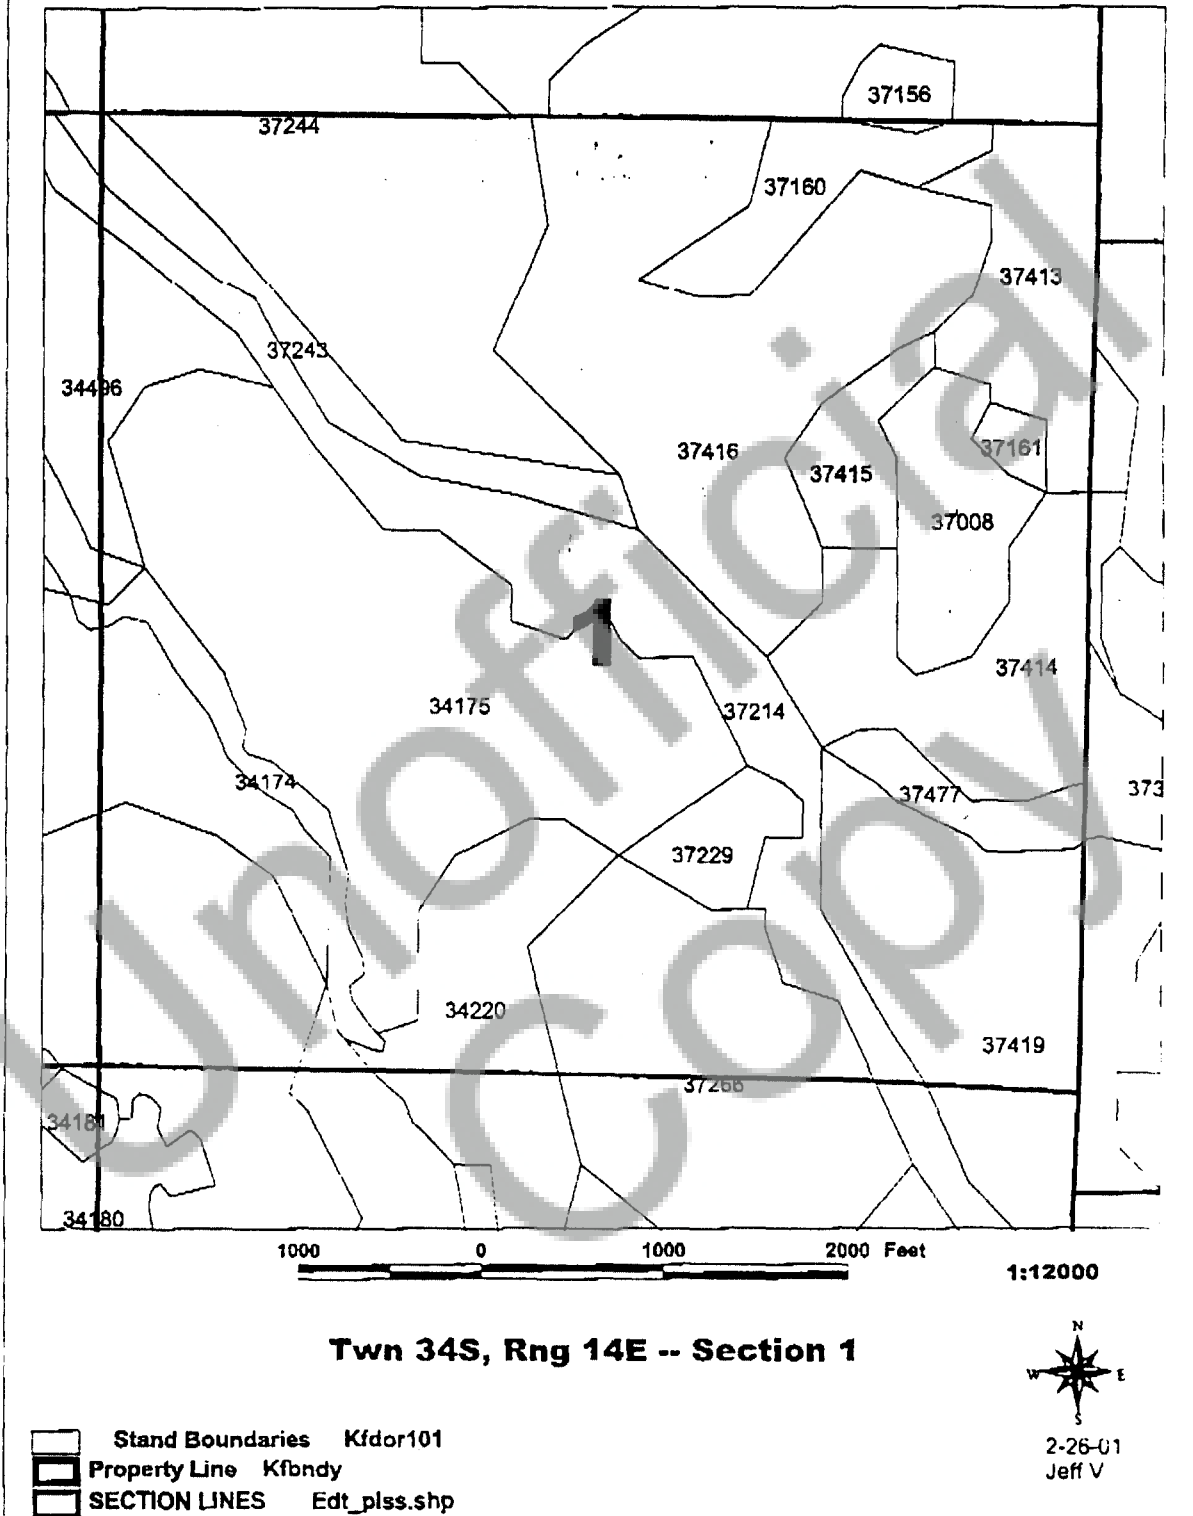 37156
37244
37160
37413
37243
34496
37416
37161
37415
37008
37414
34175
37214
34174
37477
373
37229
34220
37419
37266
34181
34180
1000 0 1000 2000 Feet
1:12000
Twn 34S, Rng 14E -- Section 1
N
W E
S
Stand Boundaries Kfdor101
Property Line Kfbndy
SECTION LINES Edt_plss.shp
2-26-01
Jeff V
Unofficial
Copy